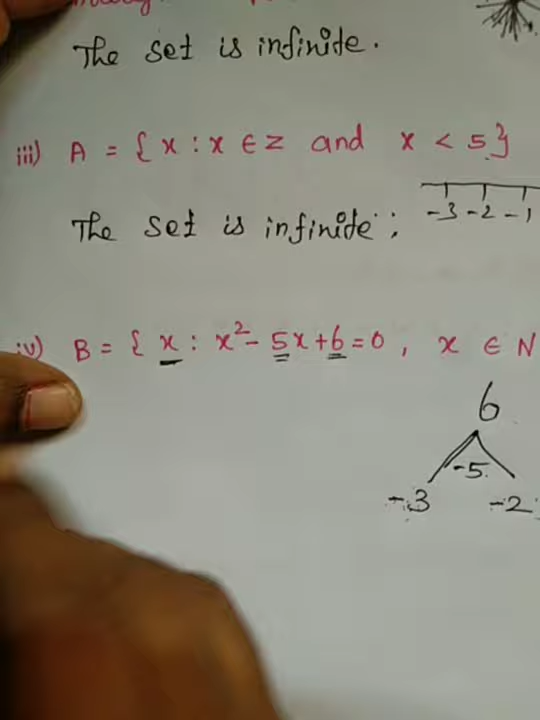 The set is infinite.
iii) A = { x : x ∈ z and x < 5 }
-3 -2 -1
The set is infinite ;
iv) B = { x : x² - 5x + 6 = 0 , x ∈ N
6
-5
-3 -2